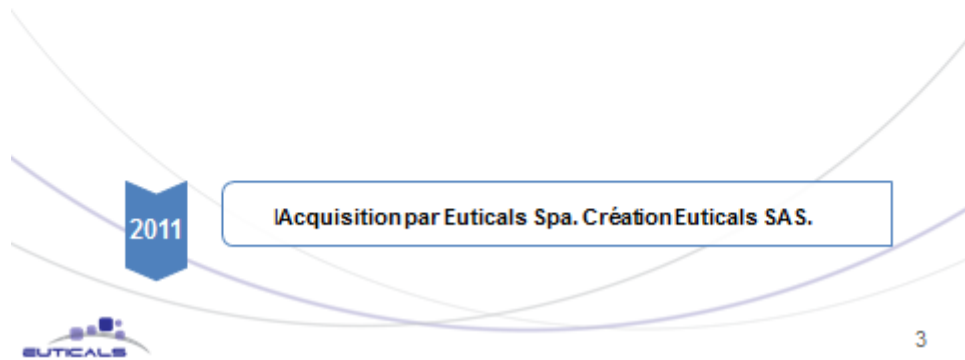 2011
Acquisition par Euticals Spa. Création Euticals SAS.
EUTICALS
3